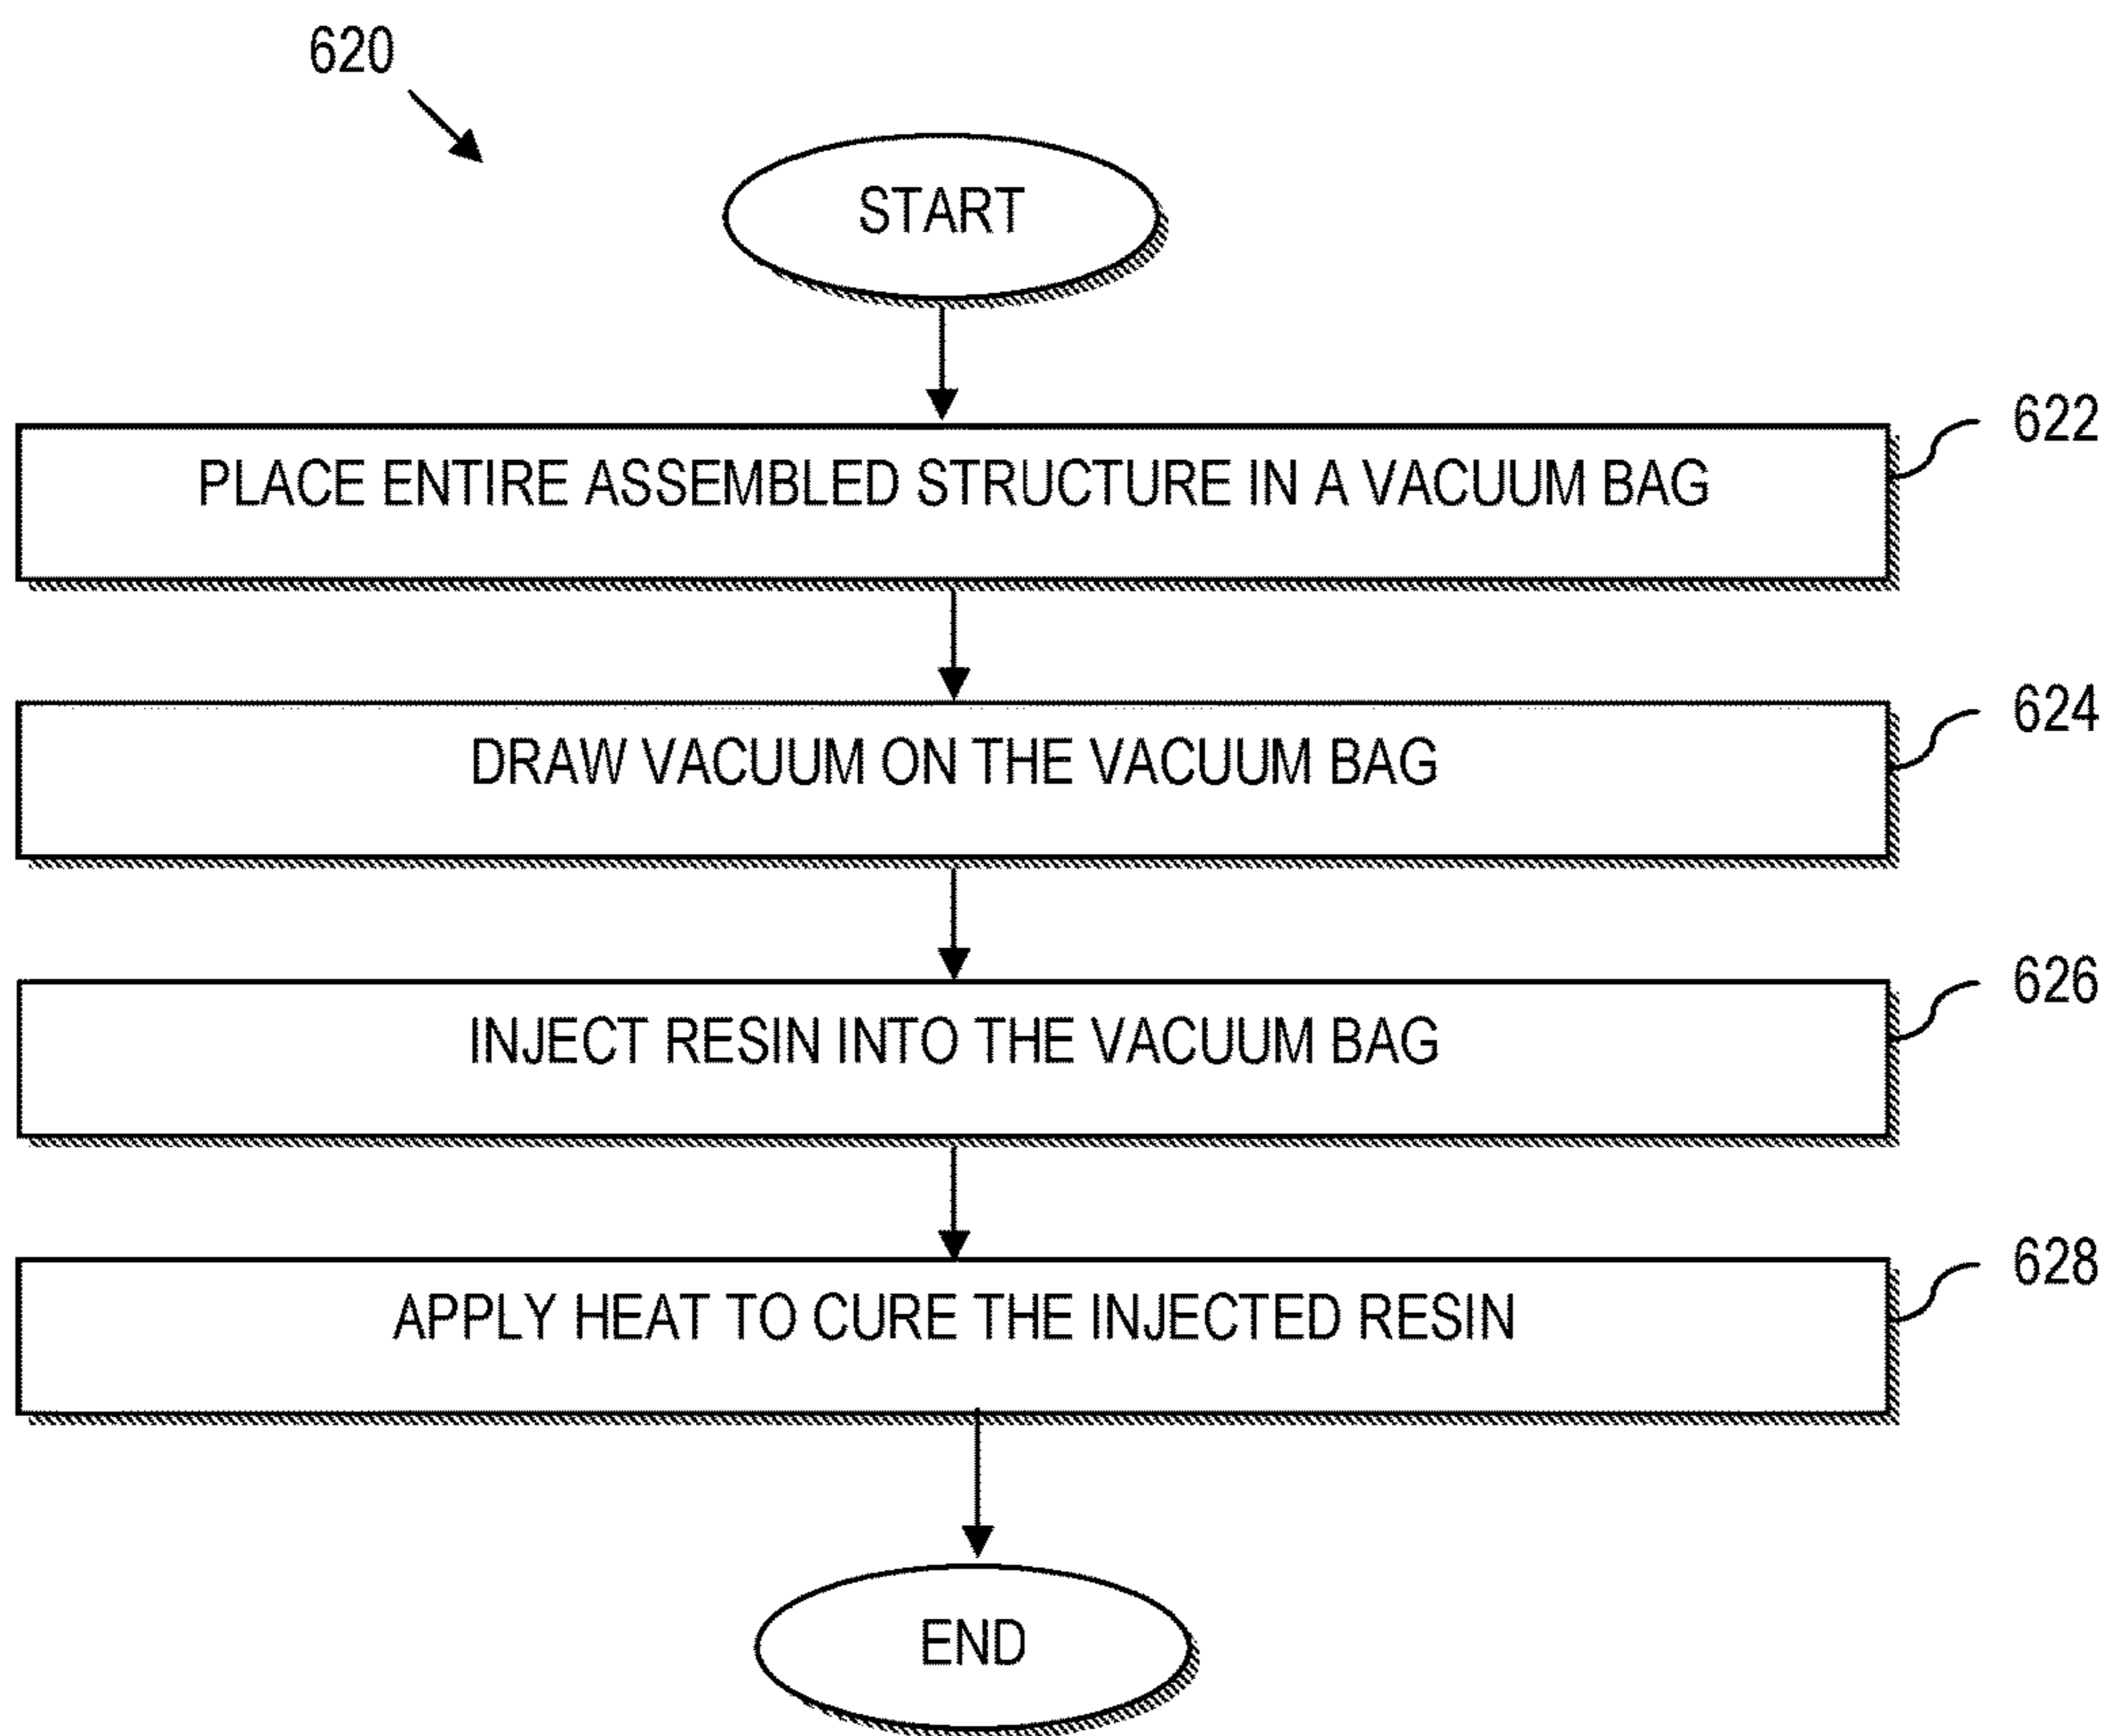 620
START
PLACE ENTIRE ASSEMBLED STRUCTURE IN A VACUUM BAG
622
DRAW VACUUM ON THE VACUUM BAG
624
INJECT RESIN INTO THE VACUUM BAG
626
APPLY HEAT TO CURE THE INJECTED RESIN
628
END